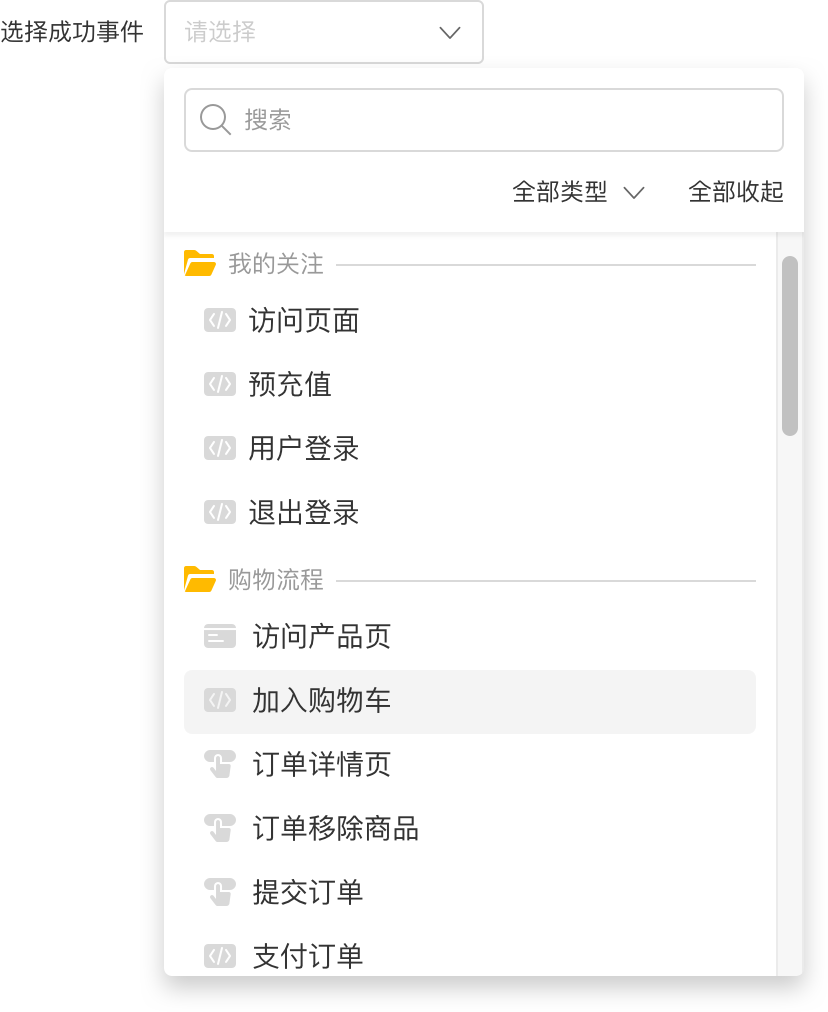 选择成功事件 请选择
搜索
全部类型 全部收起
我的关注
访问页面
预充值
用户登录
退出登录
购物流程
访问产品页
加入购物车
订单详情页
订单移除商品
提交订单
支付订单